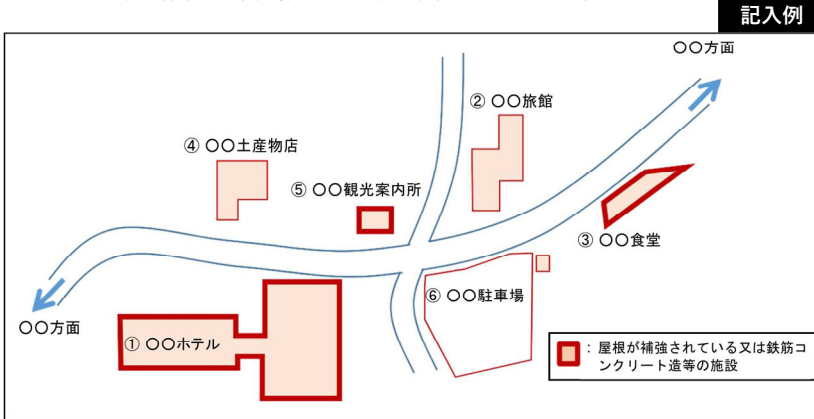 記入例
〇〇方面
② 〇〇旅館
④ 〇〇土産物店
⑤ 〇〇観光案内所
③ 〇〇食堂
⑥ 〇〇駐車場
〇〇方面
① 〇〇ホテル
：屋根が補強されている又は鉄筋コ
ンクリート造等の施設